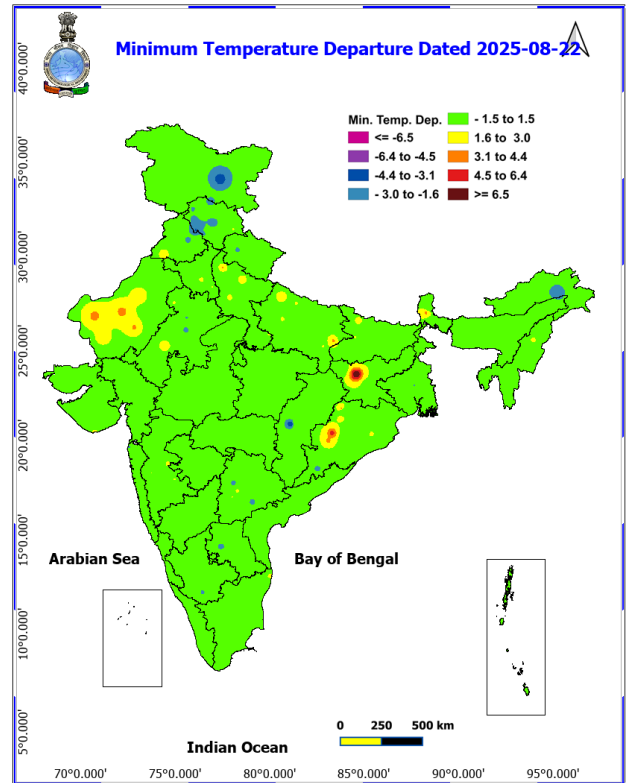 Minimum Temperature Departure Dated 2025-08-22
Min. Temp. Dep.
<= -6.5
-6.4 to -4.5
-4.4 to -3.1
- 3.0 to -1.6
- 1.5 to 1.5
1.6 to 3.0
3.1 to 4.4
4.5 to 6.4
>= 6.5
40°0.000'
35°0.000'
30°0.000'
25°0.000'
20°0.000'
15°0.000'
10°0.000'
5°0.000'
Arabian Sea
Bay of Bengal
Indian Ocean
0 250 500 km
70°0.000' 75°0.000' 80°0.000' 85°0.000' 90°0.000' 95°0.000'